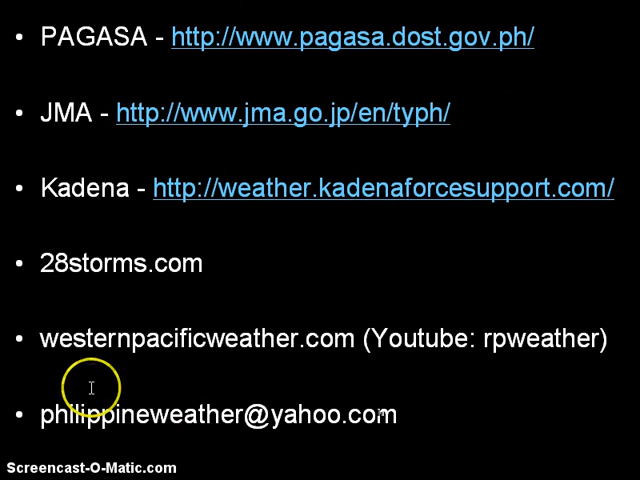 • PAGASA - http://www.pagasa.dost.gov.ph/
• JMA - http://www.jma.go.jp/en/typh/
• Kadena - http://weather.kadenaforcesupport.com/
• 28storms.com
• westernpacificweather.com (Youtube: rpweather)
• philippineweather@yahoo.com
Screencast-O-Matic.com